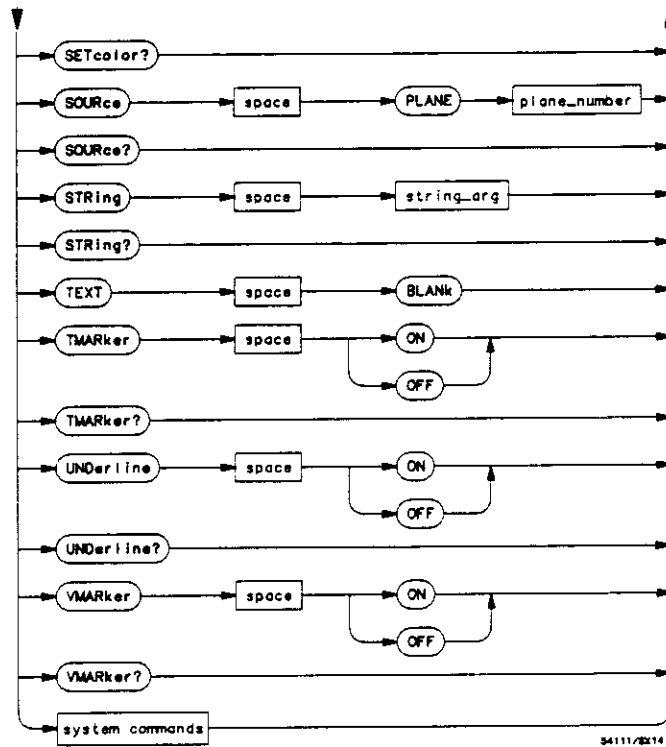 SETcolor?
SOURce space PLANE plane_number
SOURce?
STRing space string_arg
STRing?
TEXT space BLANk
TMARker space ON
OFF
TMARker?
UNDerline space ON
OFF
UNDerline?
VMARker space ON
OFF
VMARker?
system commands
54111/SX14